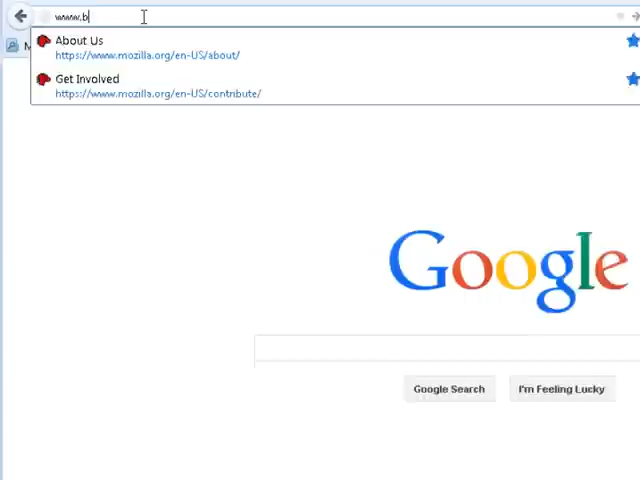 www.b
About Us
https://www.mozilla.org/en-US/about/
Get Involved
https://www.mozilla.org/en-US/contribute/
M
Google
Google Search
I'm Feeling Lucky